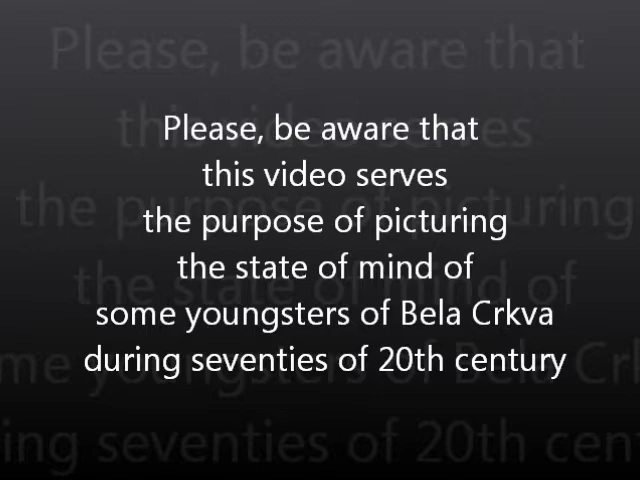 Please, be aware that
this video serves
the purpose of picturing
the state of mind of
some youngsters of Bela Crkva
during seventies of 20th century